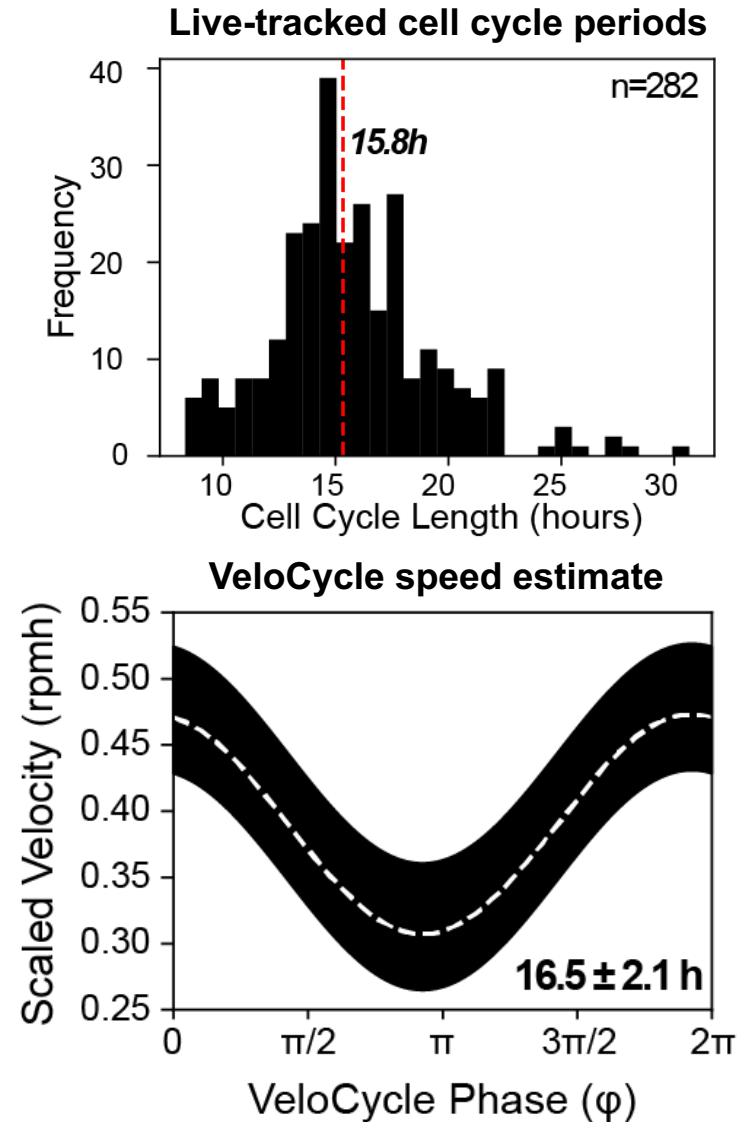 Live-tracked cell cycle periods
n=282
15.8h
40
30
20
10
0
Frequency
10 15 20 25 30
Cell Cycle Length (hours)
VeloCycle speed estimate
0.55
0.50
0.45
0.40
0.35
0.30
0.25
Scaled Velocity (rpmh)
16.5 ± 2.1 h
0 π/2 π 3π/2 2π
VeloCycle Phase (φ)